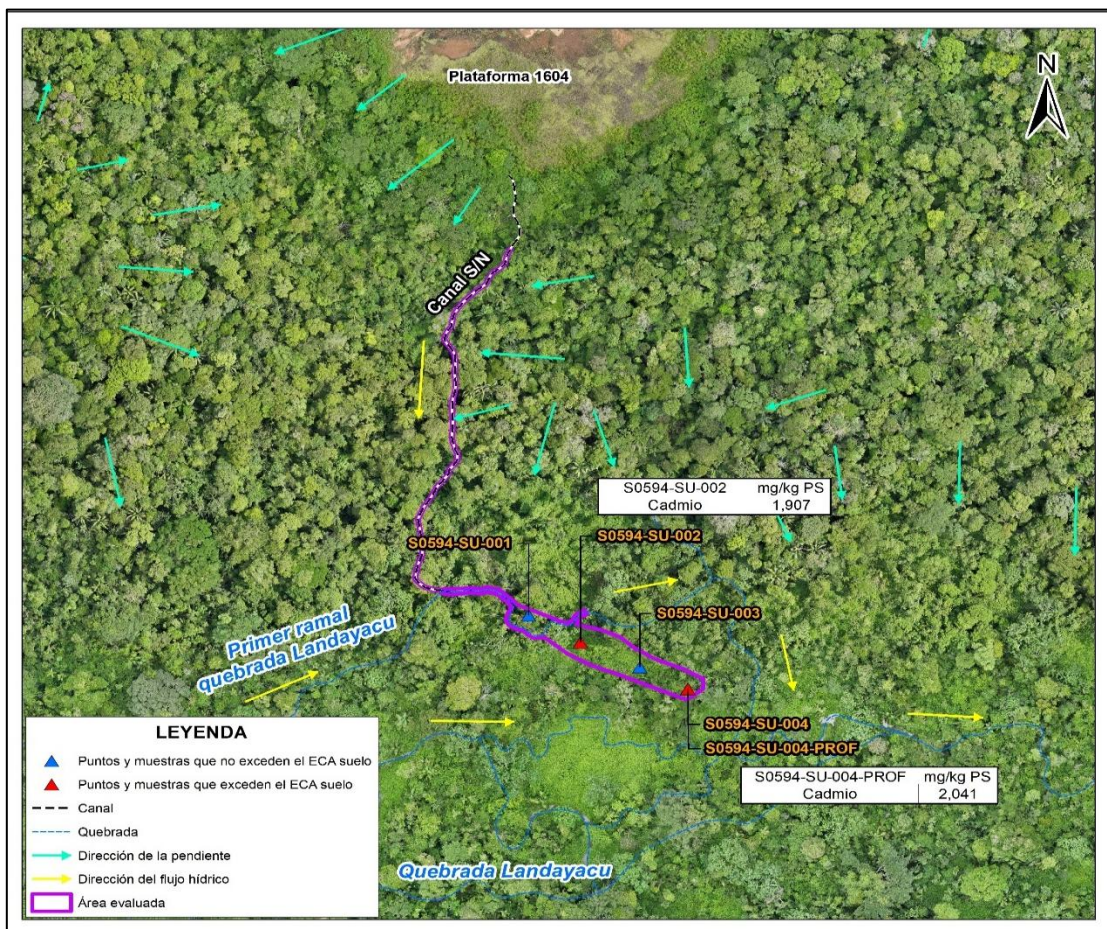 Plataforma 1604
N
Canal S/N
S0594-SU-002 mg/kg PS
Cadmio 1,907
S0594-SU-001
S0594-SU-002
S0594-SU-003
Primer ramal
quebrada Landayacu
S0594-SU-004
S0594-SU-004-PROF
S0594-SU-004-PROF mg/kg PS
Cadmio 2,041
Quebrada Landayacu
LEYENDA
Puntos y muestras que no exceden el ECA suelo
Puntos y muestras que exceden el ECA suelo
Canal
Quebrada
Dirección de la pendiente
Dirección del flujo hídrico
Área evaluada